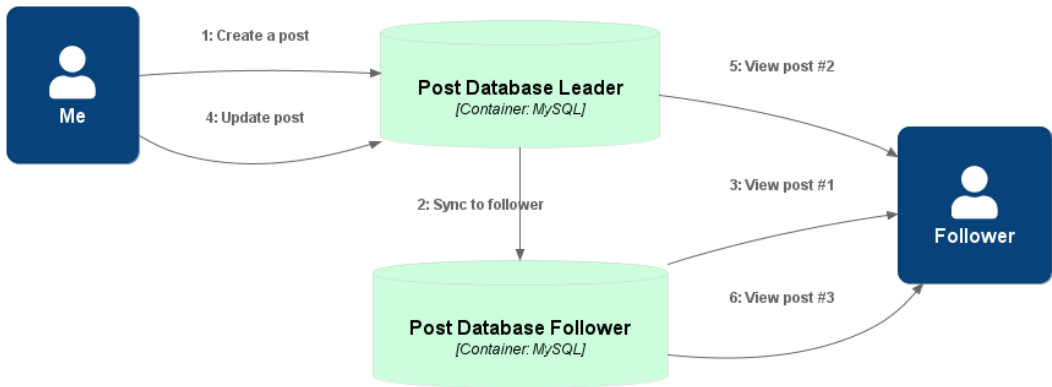 1: Create a post
Me
4: Update post
Post Database Leader
[Container: MySQL]
5: View post #2
2: Sync to follower
3: View post #1
Follower
Post Database Follower
[Container: MySQL]
6: View post #3